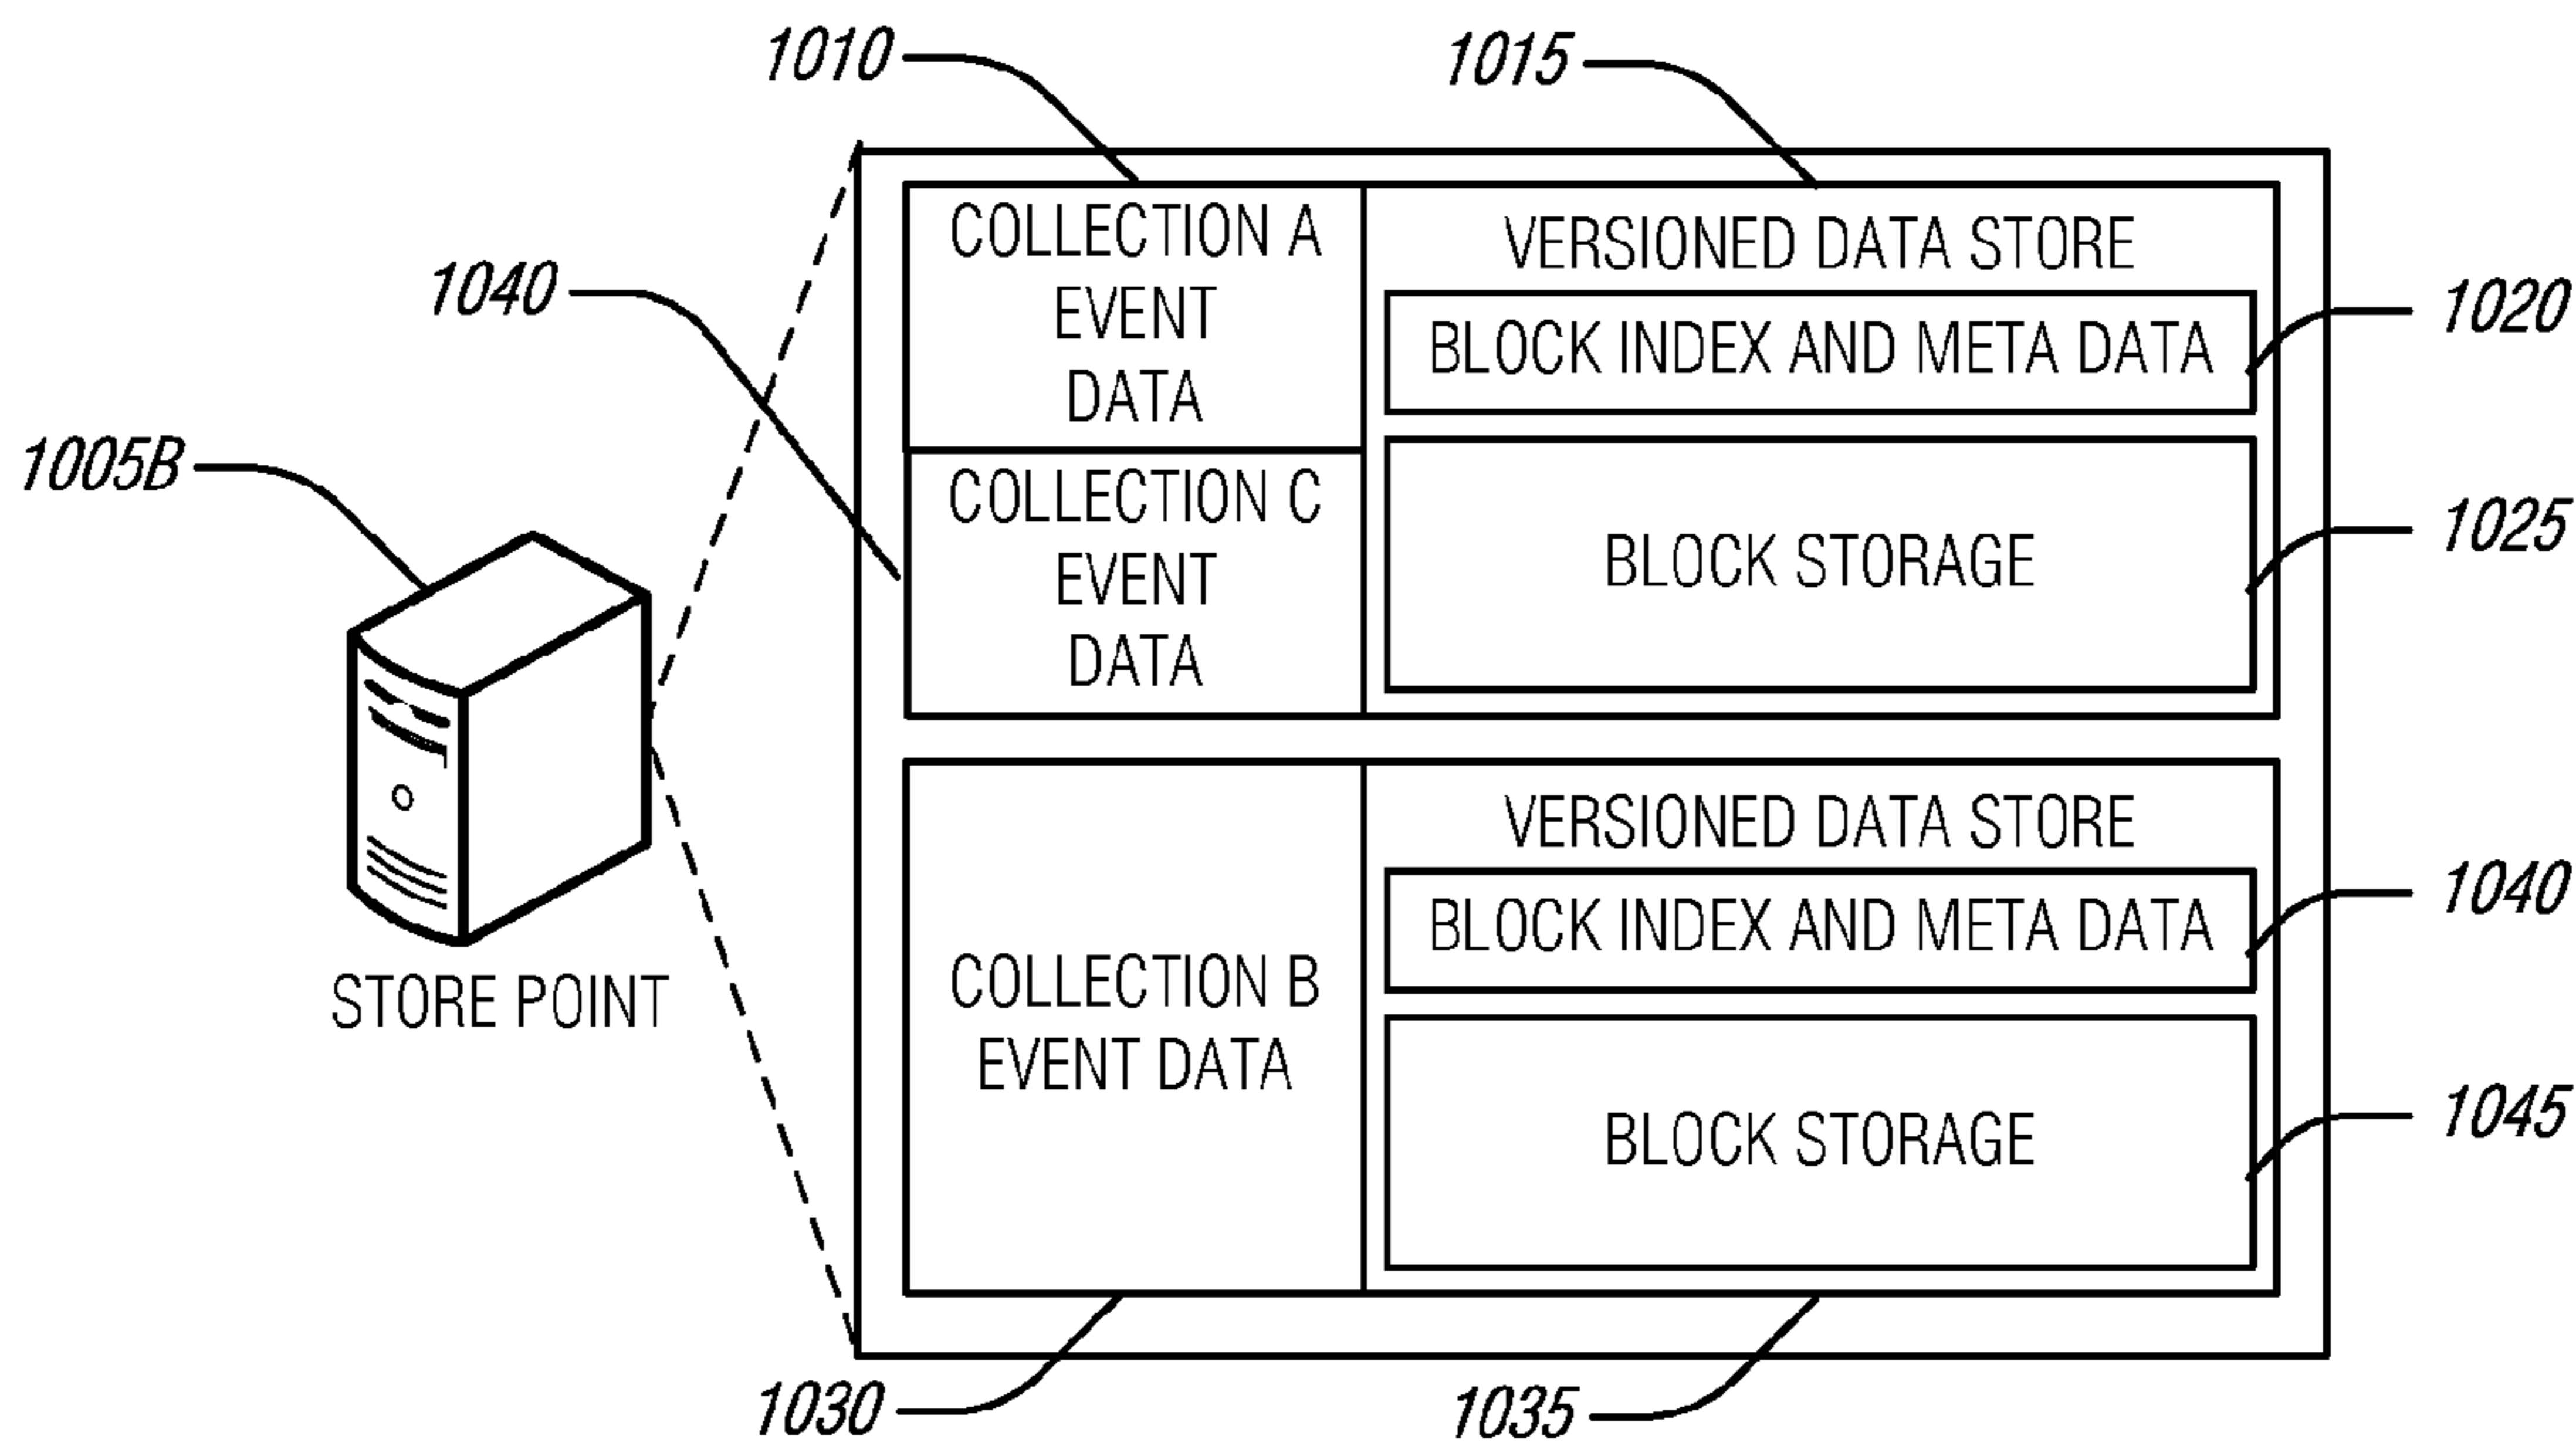 1010
1015
1040
1005B
STORE POINT
COLLECTION A
EVENT
DATA
COLLECTION C
EVENT
DATA
VERSIONED DATA STORE
BLOCK INDEX AND META DATA
1020
BLOCK STORAGE
1025
COLLECTION B
EVENT DATA
VERSIONED DATA STORE
BLOCK INDEX AND META DATA
1040
BLOCK STORAGE
1045
1030
1035